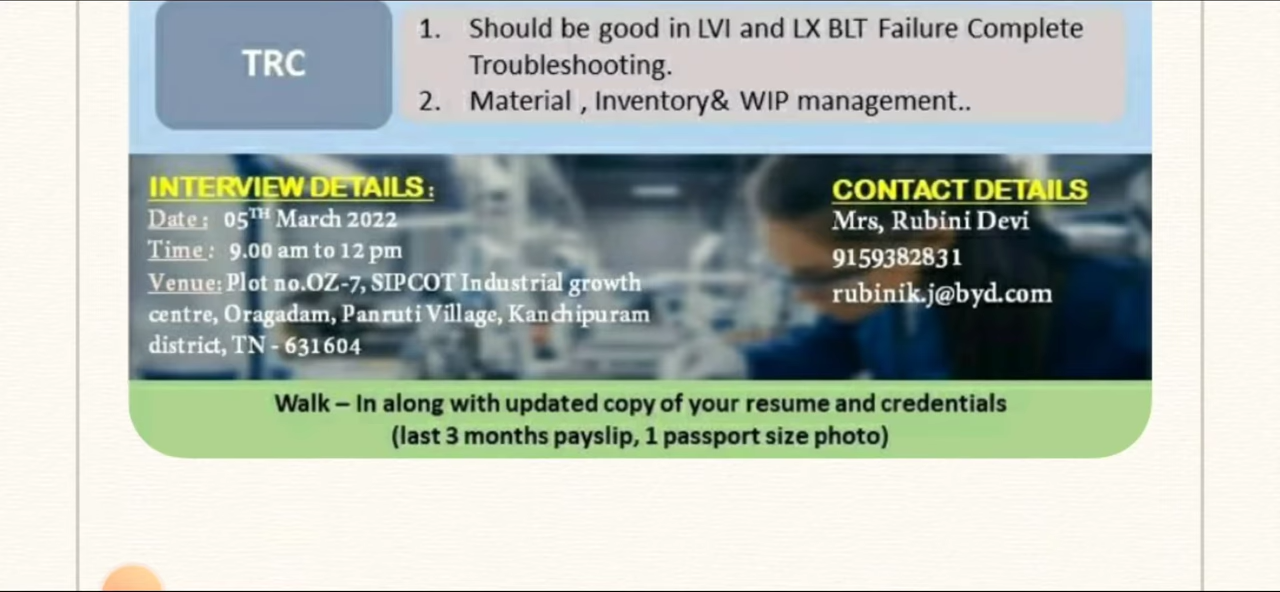 TRC
1. Should be good in LVI and LX BLT Failure Complete
Troubleshooting.
2. Material , Inventory& WIP management..
INTERVIEW DETAILS :
Date : 05TH March 2022
Time : 9.00 am to 12 pm
Venue: Plot no.OZ-7, SIPCOT Industrial growth
centre, Oragadam, Panruti Village, Kanchipuram
district, TN - 631604
CONTACT DETAILS
Mrs, Rubini Devi
9159382831
rubinik.j@byd.com
Walk – In along with updated copy of your resume and credentials
(last 3 months payslip, 1 passport size photo)